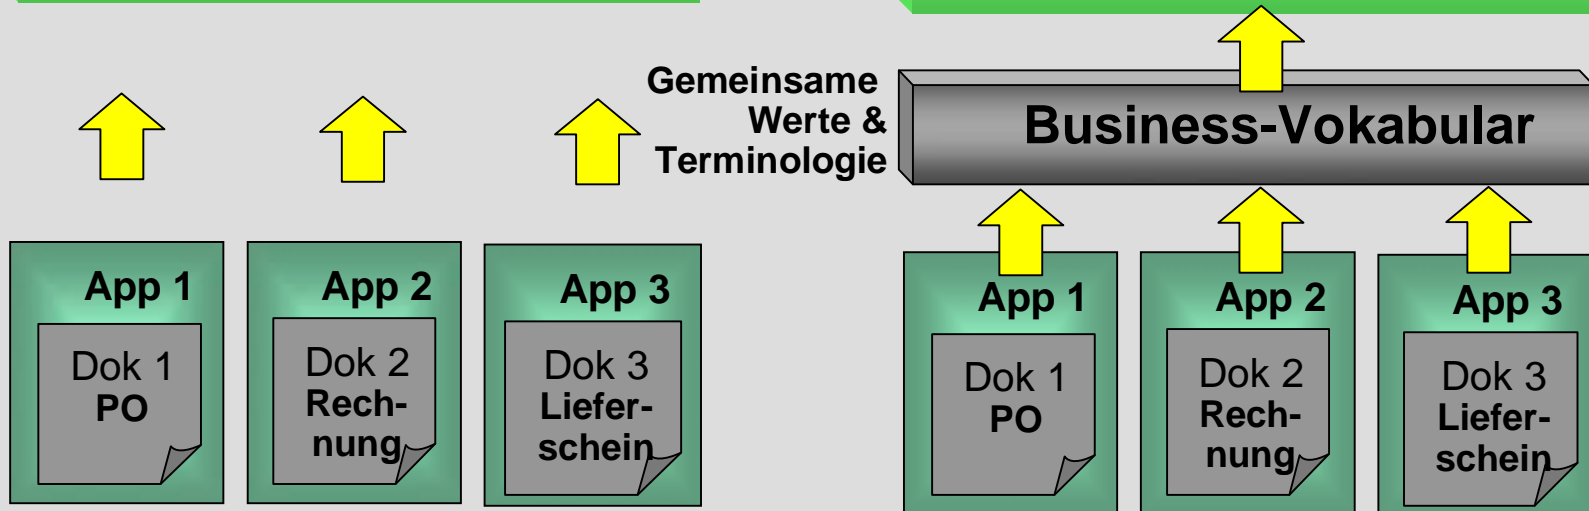 Gemeinsame
Werte &
Terminologie
Business-Vokabular
App 1
Dok 1
PO
App 2
Dok 2
Rech-
nung
App 3
Dok 3
Liefer-
schein
App 1
Dok 1
PO
App 2
Dok 2
Rech-
nung
App 3
Dok 3
Liefer-
schein